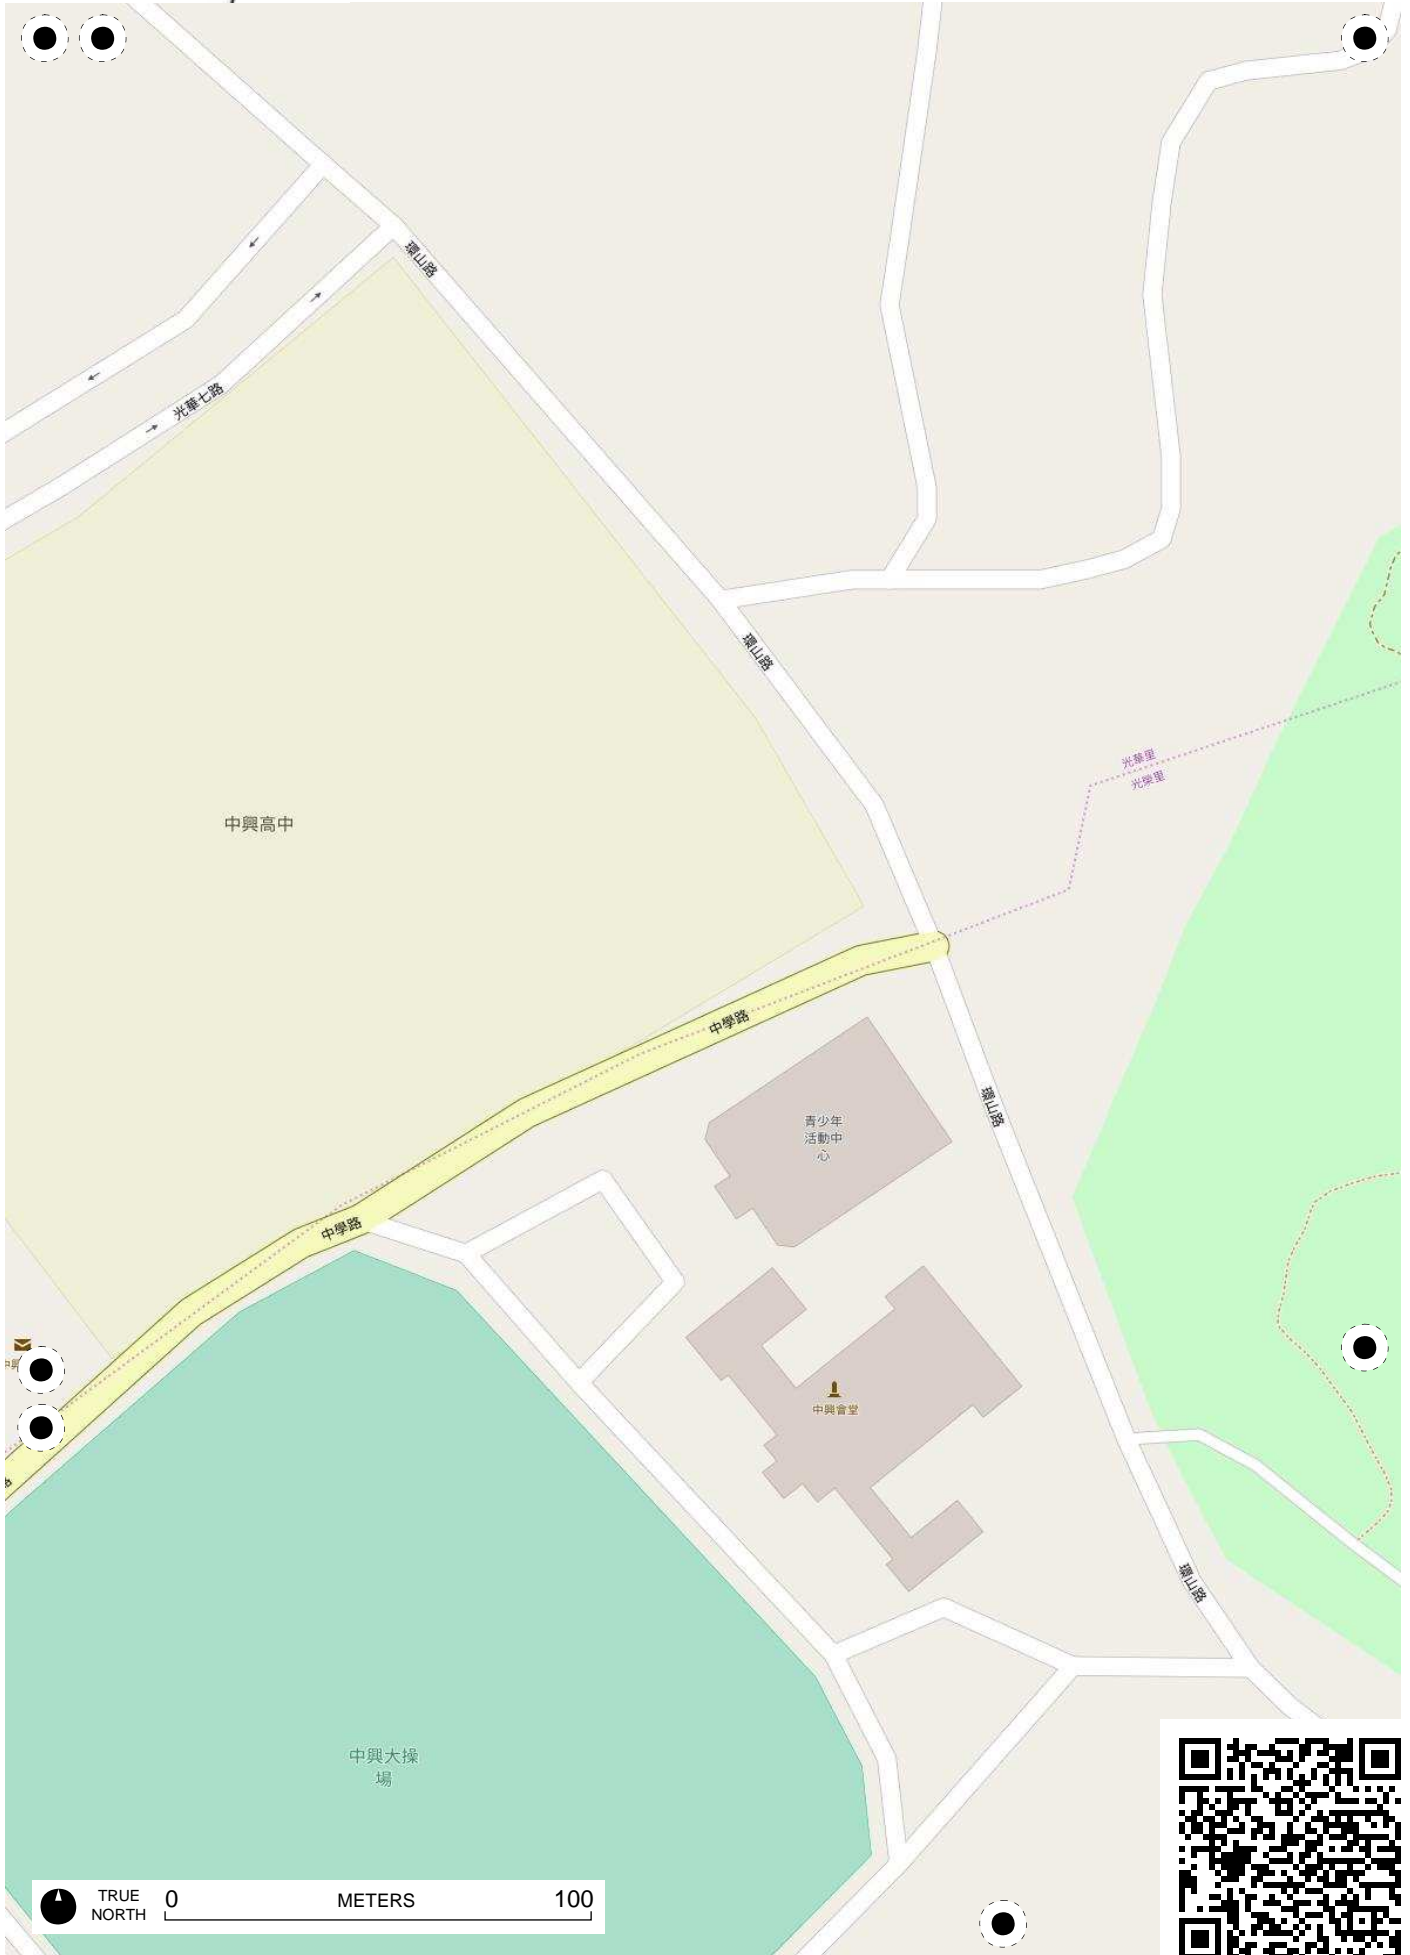 環山路
光華七路
環山路
光華里
光榮里
中興高中
中學路
環山路
青少年
活動中
心
中學路
中興會堂
環山路
中興大操
場
TRUE
NORTH
0
METERS
100